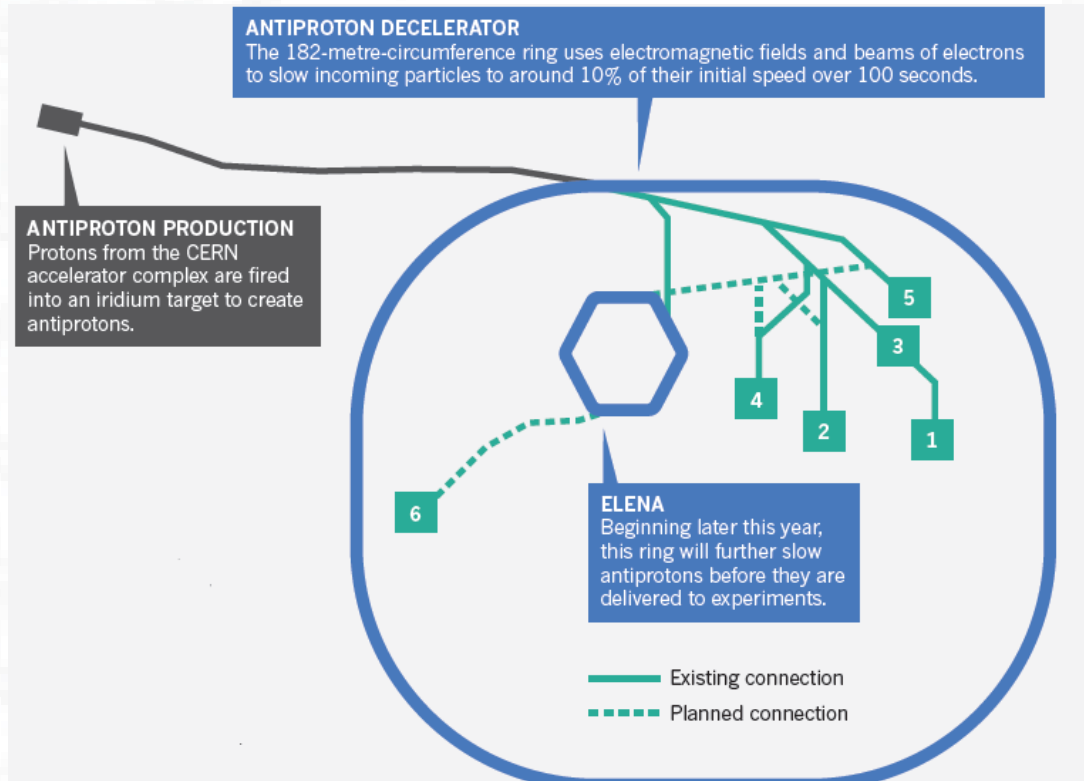 ANTIPROTON DECELERATOR
The 182-metre-circumference ring uses electromagnetic fields and beams of electrons
to slow incoming particles to around 10% of their initial speed over 100 seconds.
ANTIPROTON PRODUCTION
Protons from the CERN
accelerator complex are fired
into an iridium target to create
antiprotons.
5
3
4
2
1
6
ELENA
Beginning later this year,
this ring will further slow
antiprotons before they are
delivered to experiments.
Existing connection
Planned connection